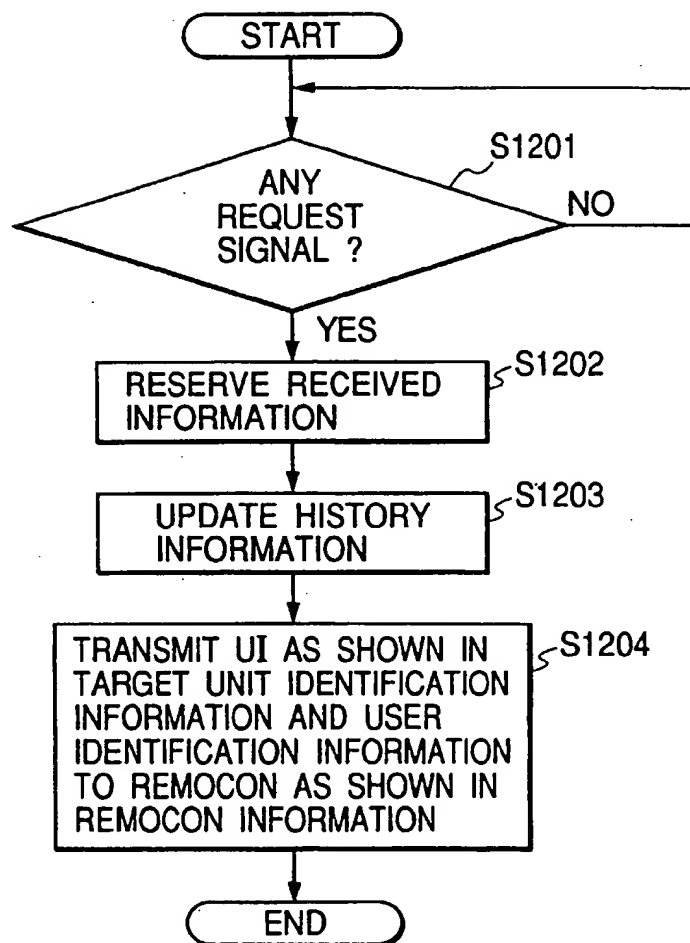 START
S1201
ANY
REQUEST
SIGNAL ?
NO
YES
S1202
RESERVE RECEIVED
INFORMATION
S1203
UPDATE HISTORY
INFORMATION
S1204
TRANSMIT UI AS SHOWN IN
TARGET UNIT IDENTIFICATION
INFORMATION AND USER
IDENTIFICATION INFORMATION
TO REMOCON AS SHOWN IN
REMOCON INFORMATION
END